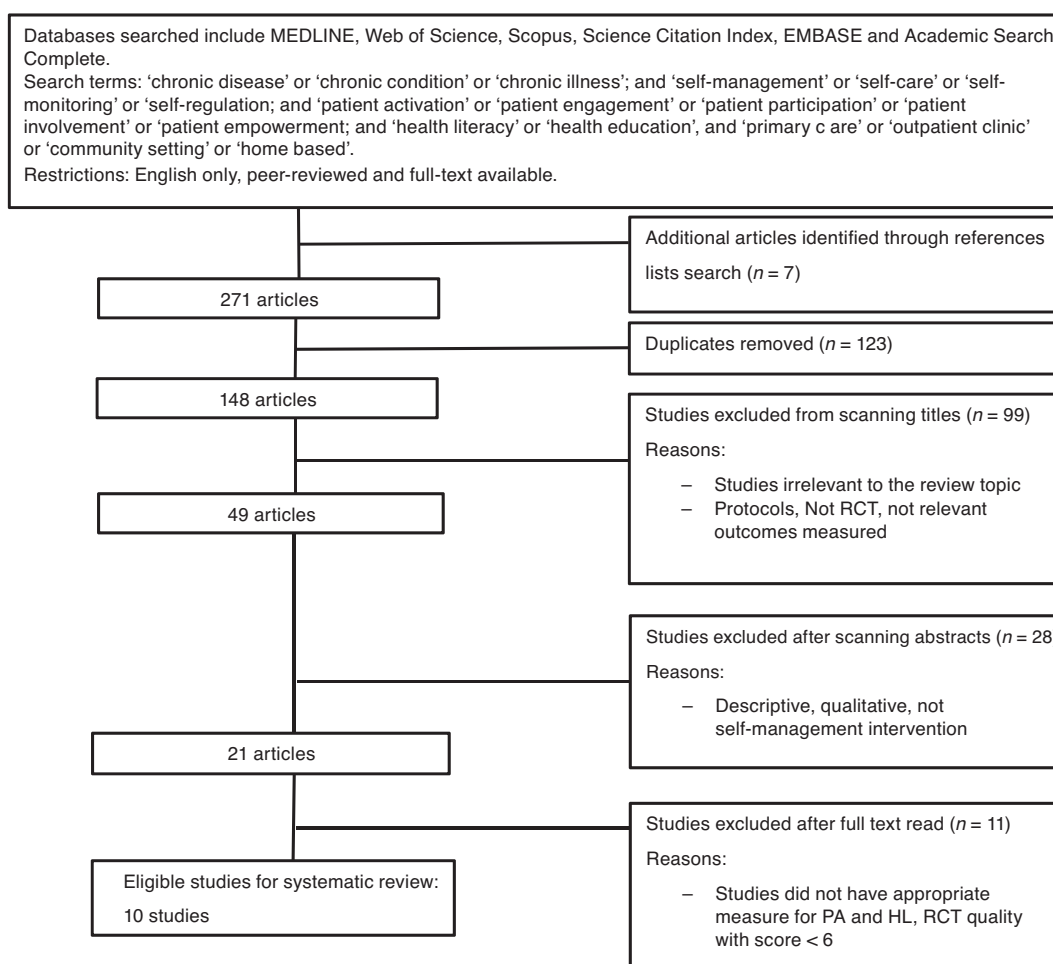 Databases searched include MEDLINE, Web of Science, Scopus, Science Citation Index, EMBASE and Academic Search
Complete.
Search terms: ‘chronic disease’ or ‘chronic condition’ or ‘chronic illness’; and ‘self-management’ or ‘self-care’ or ‘self-
monitoring’ or ‘self-regulation; and ‘patient activation’ or ‘patient engagement’ or ‘patient participation’ or ‘patient
involvement’ or ‘patient empowerment; and ‘health literacy’ or ‘health education’, and ‘primary c are’ or ‘outpatient clinic’
or ‘community setting’ or ‘home based’.
Restrictions: English only, peer-reviewed and full-text available.
Additional articles identified through references
lists search (n = 7)
271 articles
Duplicates removed (n = 123)
148 articles
Studies excluded from scanning titles (n = 99)
Reasons:
– Studies irrelevant to the review topic
– Protocols, Not RCT, not relevant
outcomes measured
49 articles
Studies excluded after scanning abstracts (n = 28
Reasons:
– Descriptive, qualitative, not
self-management intervention
21 articles
Studies excluded after full text read (n = 11)
Reasons:
– Studies did not have appropriate
measure for PA and HL, RCT quality
with score < 6
Eligible studies for systematic review:
10 studies